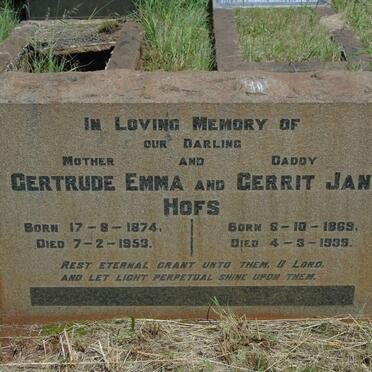 IN LOVING MEMORY OF
OUR DARLING
MOTHER AND DADDY
GERTRUDE EMMA AND GERRIT JAN
HOFS
BORN 17-8-1874. BORN 8-10-1869.
DIED 7-2-1953. DIED 4-3-1939.
REST ETERNAL GRANT UNTO THEM, O LORD,
AND LET LIGHT PERPETUAL SHINE UPON THEM.